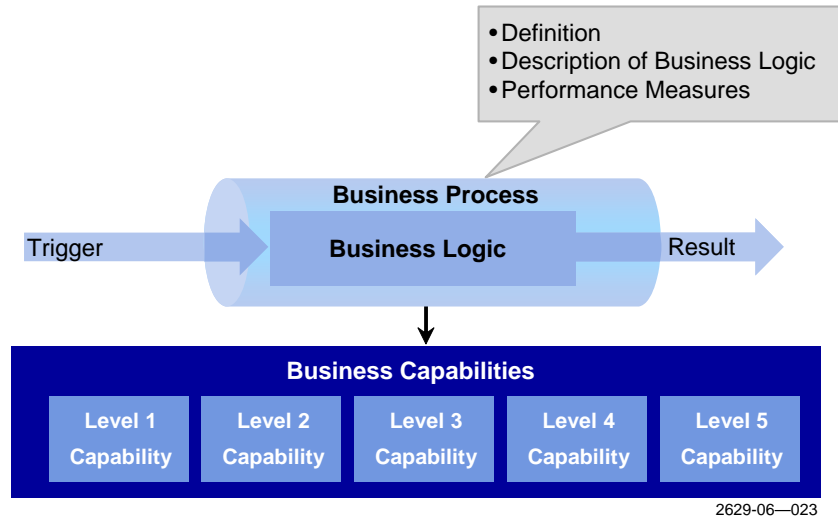 •Definition
•Description of Business Logic
•Performance Measures
Business Process
Trigger
Business Logic
Result
Business Capabilities
Level 1
Capability
Level 2
Capability
Level 3
Capability
Level 4
Capability
Level 5
Capability
2629-06—023